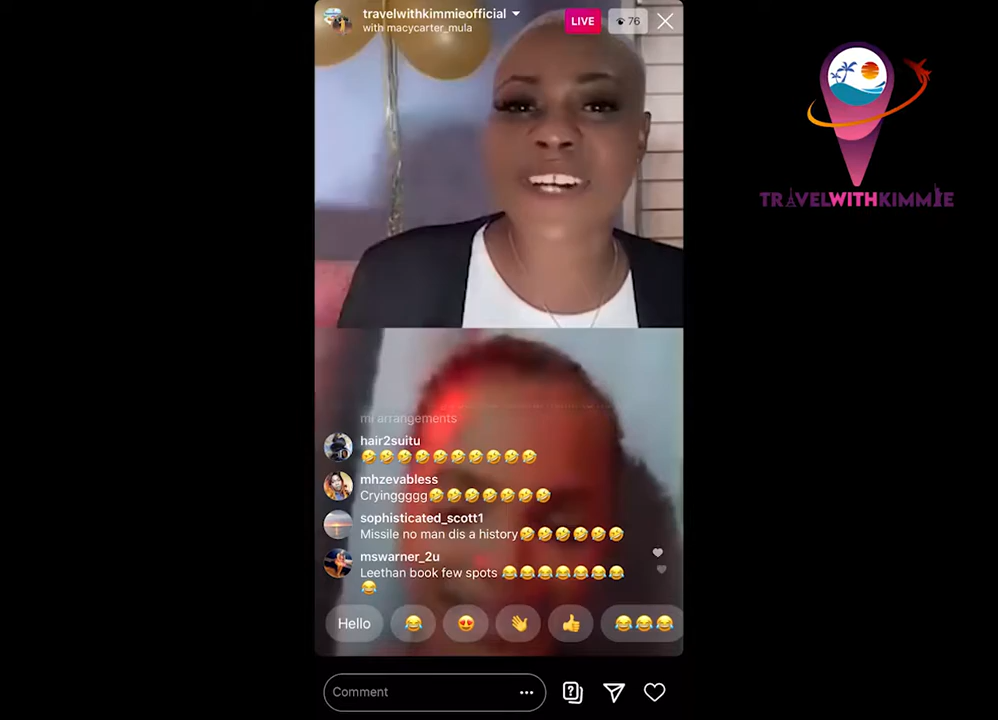 travelwithkimmieofficial
with macycarter_mula
LIVE
76
TRAVELWITHKIMMIE
mi arrangements
hair2suitu
🤣🤣🤣🤣🤣🤣🤣🤣🤣🤣
mhzevabless
Cryinggggg🤣🤣🤣🤣🤣🤣🤣
sophisticated_scott1
Missile no man dis a history🤣🤣🤣🤣🤣🤣
mswarner_2u
Leethan book few spots 😂😂😂😂😂😂😂
😂
Hello
😂 😍 👋 👍 😂😂😂
Comment